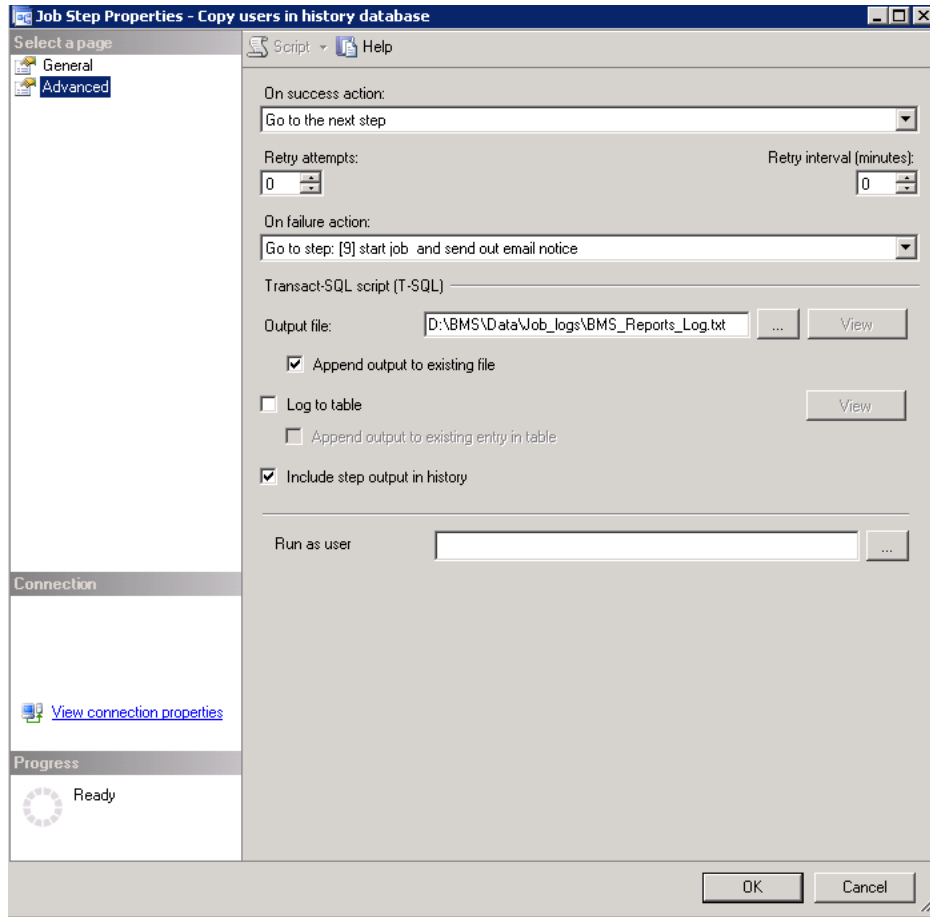 Job Step Properties - Copy users in history database
Select a page
General
Advanced
Script
Help
On success action:
Go to the next step
Retry attempts: Retry interval (minutes):
0 0
On failure action:
Go to step: [9] start job  and send out email notice
Transact-SQL script (T-SQL)
Output file: D:\BMS\Data\Job_logs\BMS_Reports_Log.txt ... View
Append output to existing file
Log to table View
Append output to existing entry in table
Include step output in history
Run as user ...
Connection
View connection properties
Progress
Ready
OK Cancel